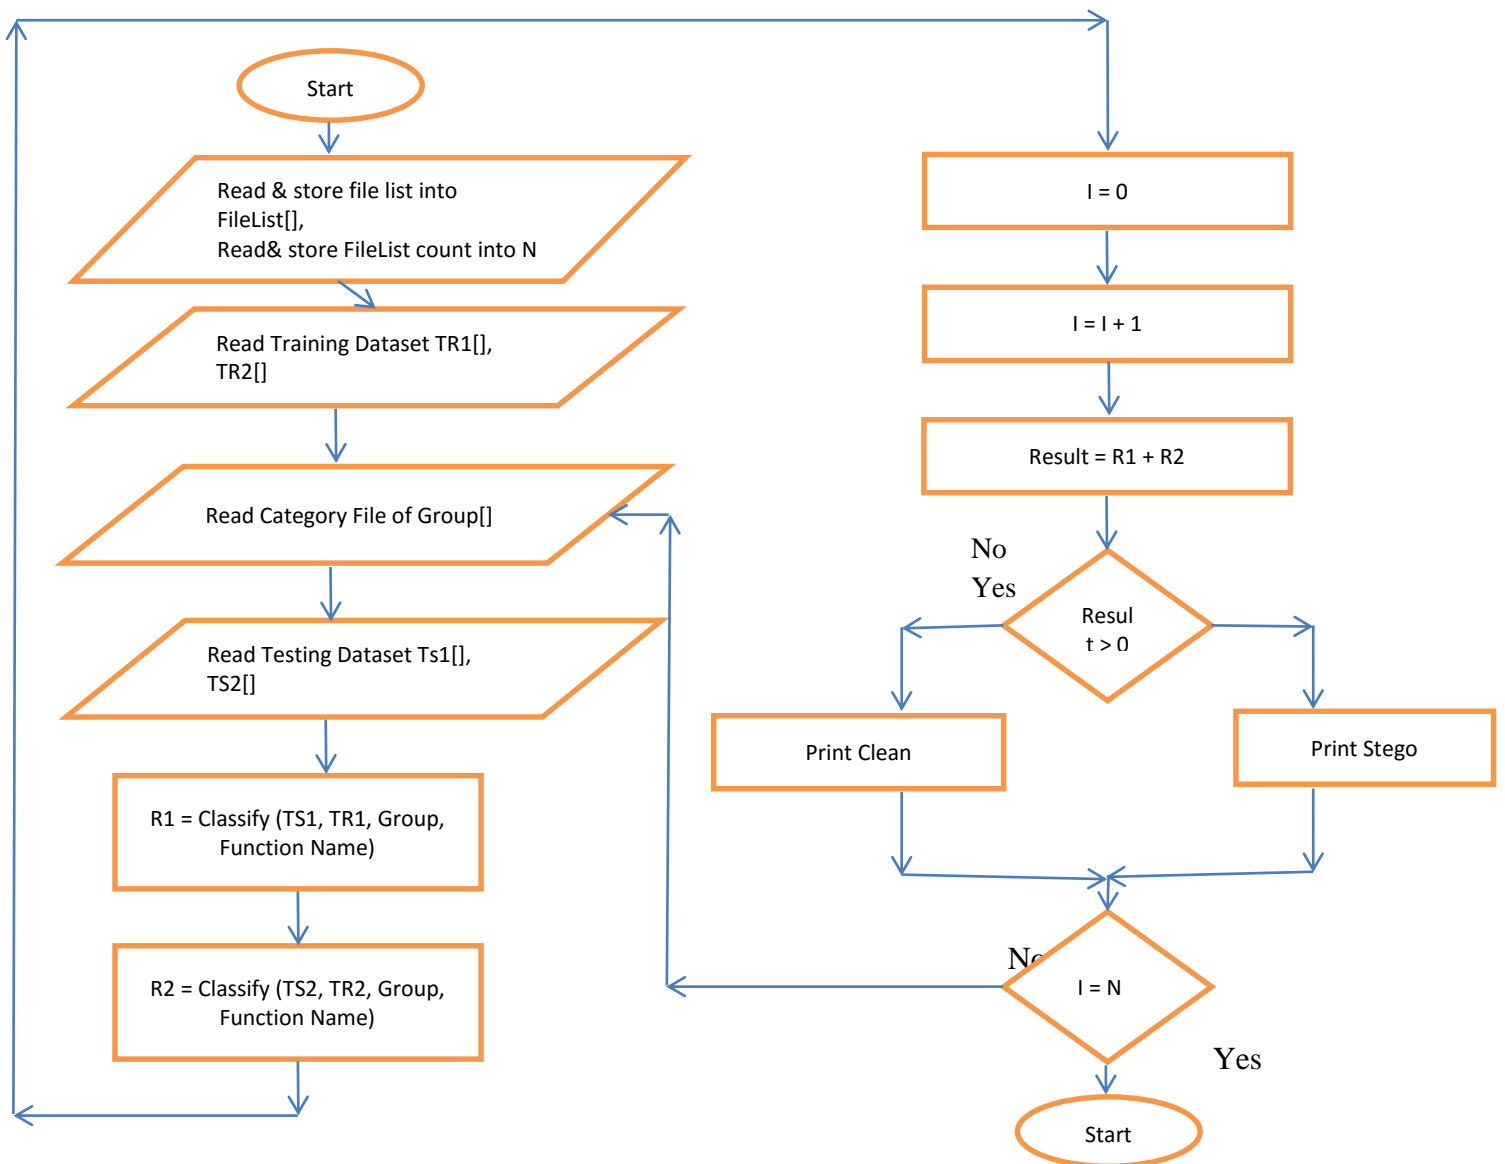 Start
Read & store file list into
FileList[],
Read& store FileList count into N
Read Training Dataset TR1[],
TR2[]
Read Category File of Group[]
Read Testing Dataset Ts1[],
TS2[]
R1 = Classify (TS1, TR1, Group,
Function Name)
R2 = Classify (TS2, TR2, Group,
Function Name)
I = 0
I = I + 1
Result = R1 + R2
No
Yes
Resul
t > 0
Print Clean
Print Stego
No
I = N
Yes
Start